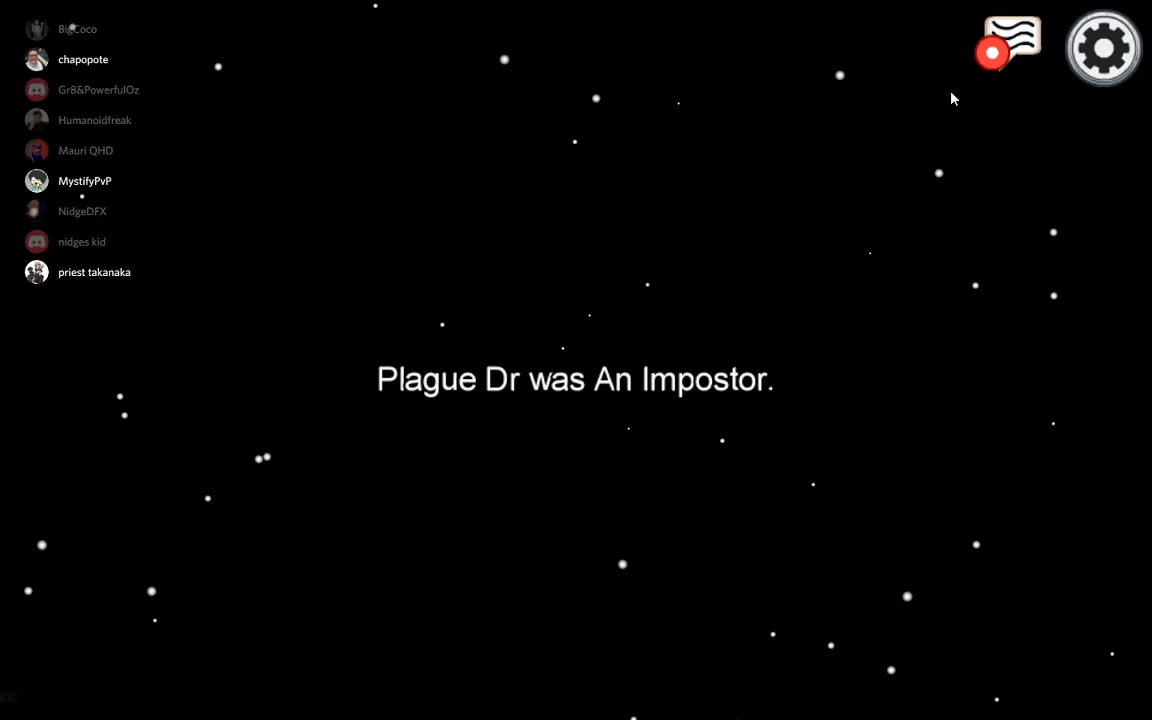 BigCoco
chapopote
Gr8&PowerfulOz
Humanoidfreak
Mauri QHD
MystifyPvP
NidgeDFX
nidges kid
priest takanaka
Plague Dr was An Impostor.